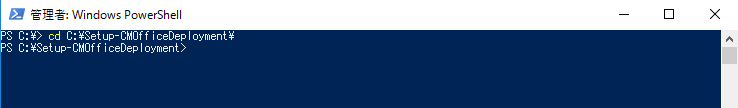 管理者: Windows PowerShell
PS C:¥> cd C:¥Setup-CMOfficeDeployment¥
PS C:¥Setup-CMOfficeDeployment>